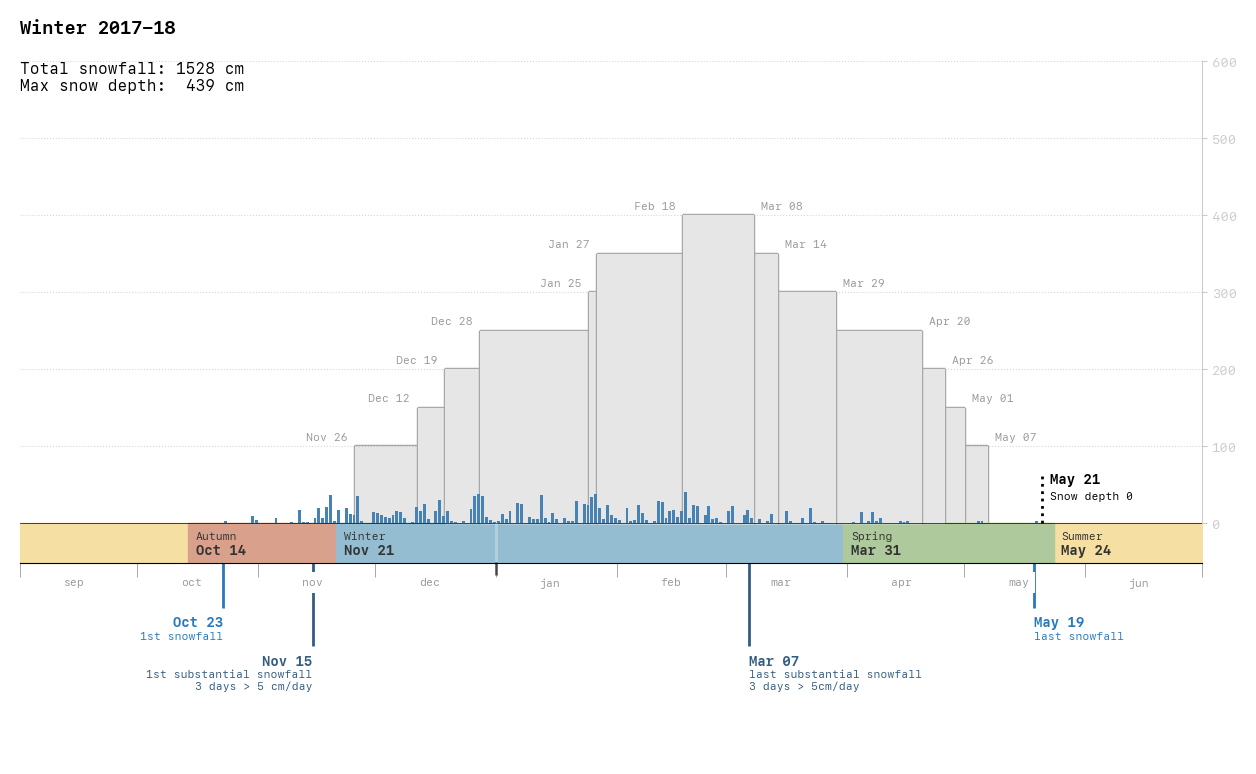 Winter 2017–18
Total snowfall: 1528 cm
Max snow depth:  439 cm
600
500
400
300
200
100
0
Feb 18
Mar 08
Jan 27
Mar 14
Jan 25
Mar 29
Dec 28
Apr 20
Dec 19
Apr 26
Dec 12
May 01
Nov 26
May 07
May 21
Snow depth 0
Autumn
Oct 14
Winter
Nov 21
Spring
Mar 31
Summer
May 24
sep
oct
nov
dec
jan
feb
mar
apr
may
jun
Oct 23
1st snowfall
May 19
last snowfall
Nov 15
1st substantial snowfall
3 days > 5 cm/day
Mar 07
last substantial snowfall
3 days > 5cm/day